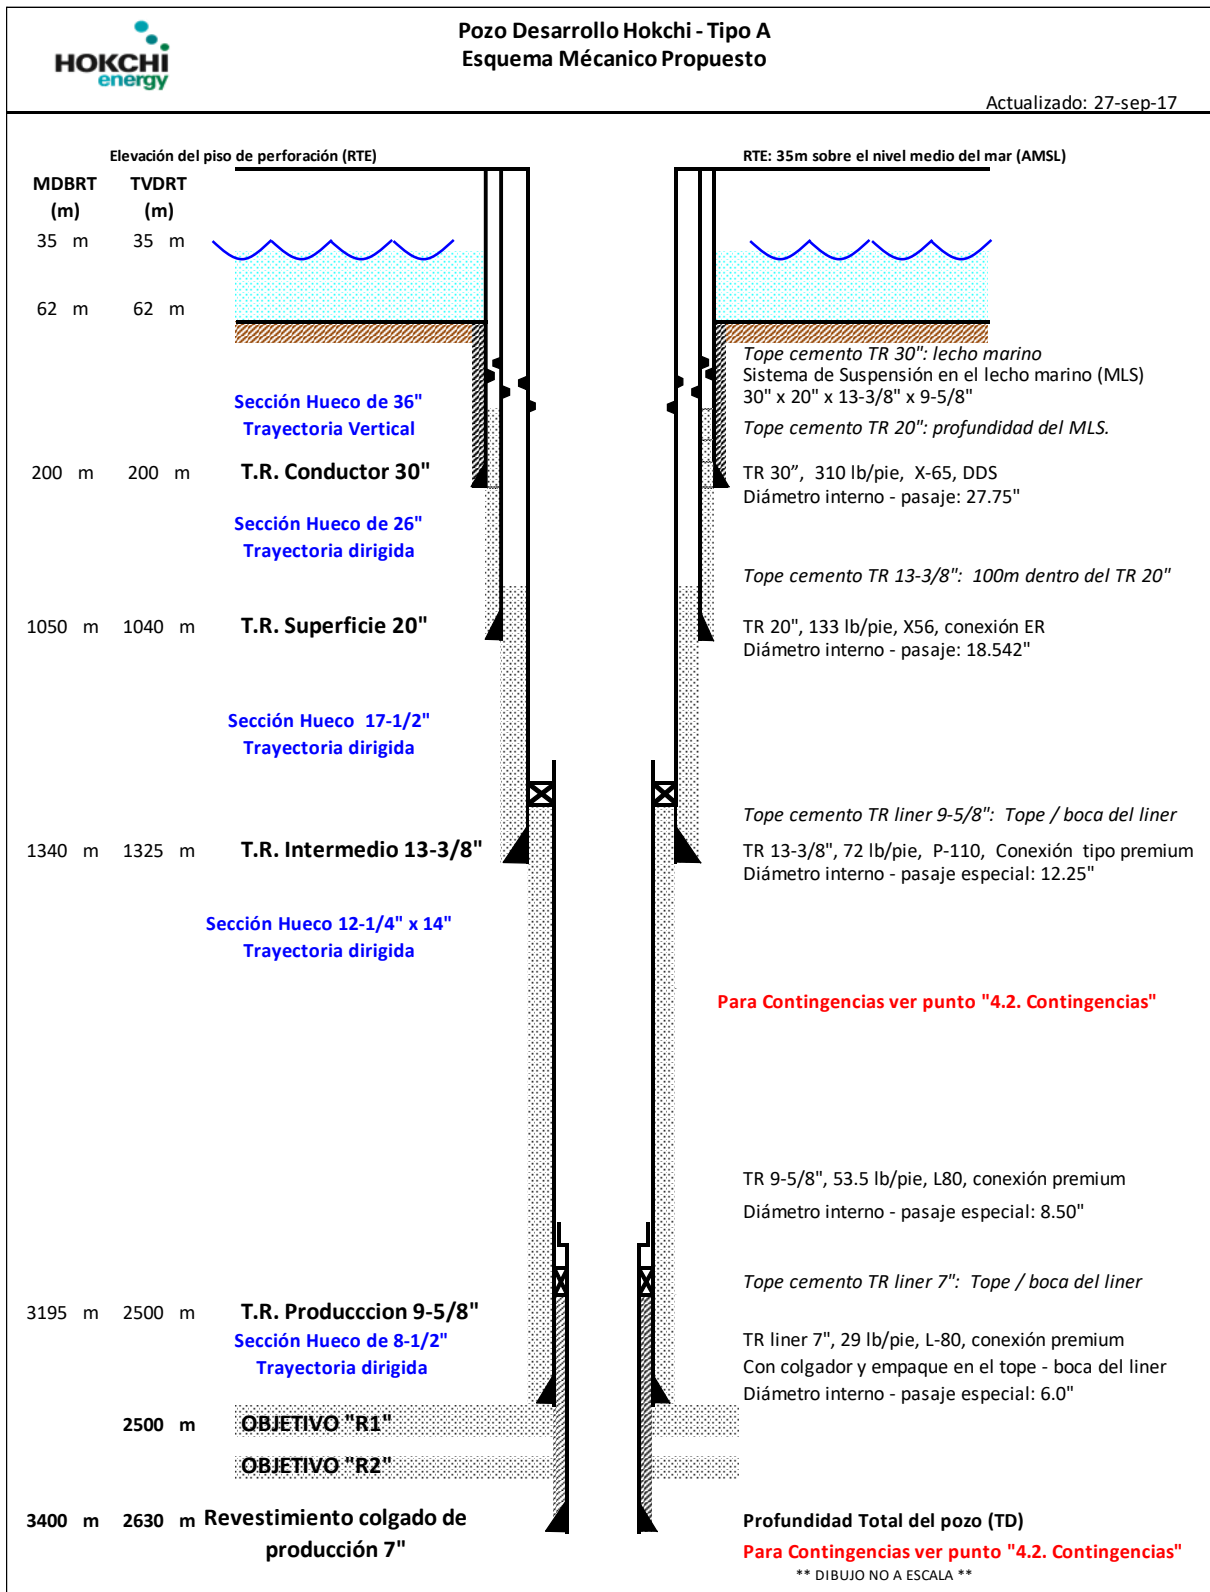 HOKCHI
energy
Pozo Desarrollo Hokchi - Tipo A
Esquema Mécanico Propuesto
Actualizado: 27-sep-17
Elevación del piso de perforación (RTE)
RTE: 35m sobre el nivel medio del mar (AMSL)
MDBRT TVDRT
(m) (m)
35 m 35 m
62 m 62 m
Tope cemento TR 30": lecho marino
Sistema de Suspensión en el lecho marino (MLS)
30" x 20" x 13-3/8" x 9-5/8"
Sección Hueco de 36"
Trayectoria Vertical
Tope cemento TR 20": profundidad del MLS.
200 m 200 m T.R. Conductor 30"
TR 30”, 310 lb/pie, X-65, DDS
Diámetro interno - pasaje: 27.75"
Sección Hueco de 26"
Trayectoria dirigida
Tope cemento TR 13-3/8": 100m dentro del TR 20"
1050 m 1040 m T.R. Superficie 20"
TR 20", 133 lb/pie, X56, conexión ER
Diámetro interno - pasaje: 18.542"
Sección Hueco 17-1/2"
Trayectoria dirigida
Tope cemento TR liner 9-5/8": Tope / boca del liner
1340 m 1325 m T.R. Intermedio 13-3/8"
TR 13-3/8", 72 lb/pie, P-110, Conexión tipo premium
Diámetro interno - pasaje especial: 12.25"
Sección Hueco 12-1/4" x 14"
Trayectoria dirigida
Para Contingencias ver punto "4.2. Contingencias"
TR 9-5/8", 53.5 lb/pie, L80, conexión premium
Diámetro interno - pasaje especial: 8.50"
Tope cemento TR liner 7": Tope / boca del liner
3195 m 2500 m T.R. Producccion 9-5/8"
Sección Hueco de 8-1/2"
Trayectoria dirigida
TR liner 7", 29 lb/pie, L-80, conexión premium
Con colgador y empaque en el tope - boca del liner
Diámetro interno - pasaje especial: 6.0"
2500 m OBJETIVO "R1"
OBJETIVO "R2"
3400 m 2630 m Revestimiento colgado de
producción 7"
Profundidad Total del pozo (TD)
Para Contingencias ver punto "4.2. Contingencias"
** DIBUJO NO A ESCALA **